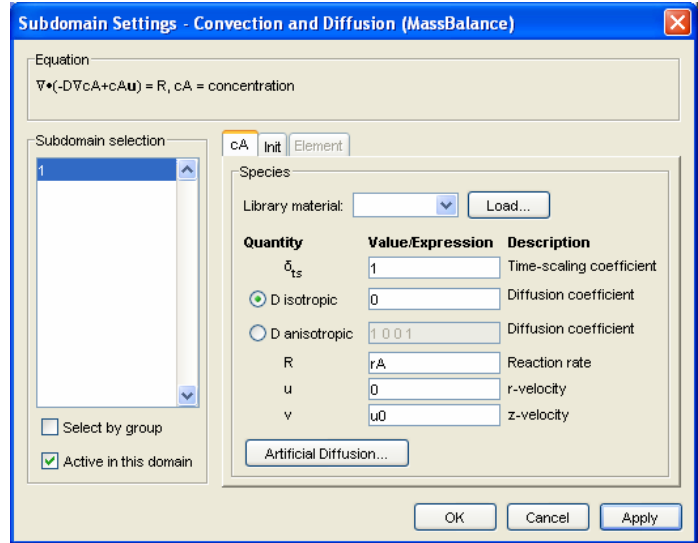 Subdomain Settings - Convection and Diffusion (MassBalance)
Equation
∇•(-D∇cA+cAu) = R, cA = concentration
Subdomain selection
1
Select by group
Active in this domain
cA Init Element
Species
Library material: Load...
Quantity Value/Expression Description
δts 1 Time-scaling coefficient
D isotropic 0 Diffusion coefficient
D anisotropic 1 0 0 1 Diffusion coefficient
R rA Reaction rate
u 0 r-velocity
v u0 z-velocity
Artificial Diffusion...
OK Cancel Apply